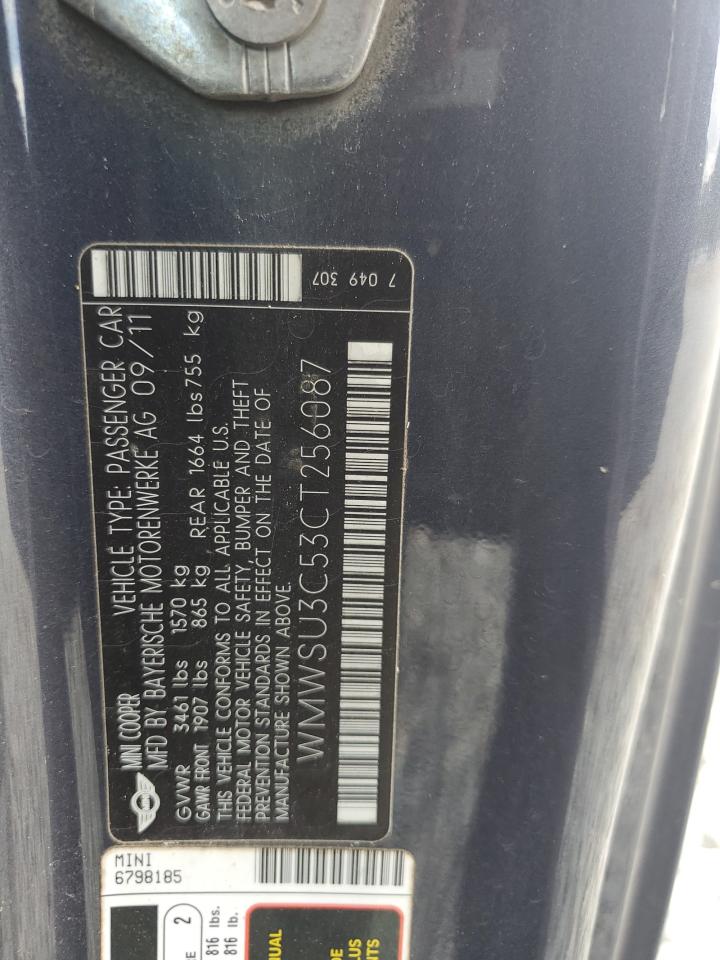 7 049 307
MINI COOPER VEHICLE TYPE: PASSENGER CAR
MFD BY BAYERISCHE MOTORENWERKE AG 09/11
GVWR 3461 lbs 1570 kg
GAWR FRONT 1907 lbs 865 kg REAR 1664 lbs 755 kg
THIS VEHICLE CONFORMS TO ALL APPLICABLE U.S.
FEDERAL MOTOR VEHICLE SAFETY, BUMPER AND THEFT
PREVENTION STANDARDS IN EFFECT ON THE DATE OF
MANUFACTURE SHOWN ABOVE.
WMWSU3C53CT256087
MINI
6798185
2
816 lbs.
816 lb.